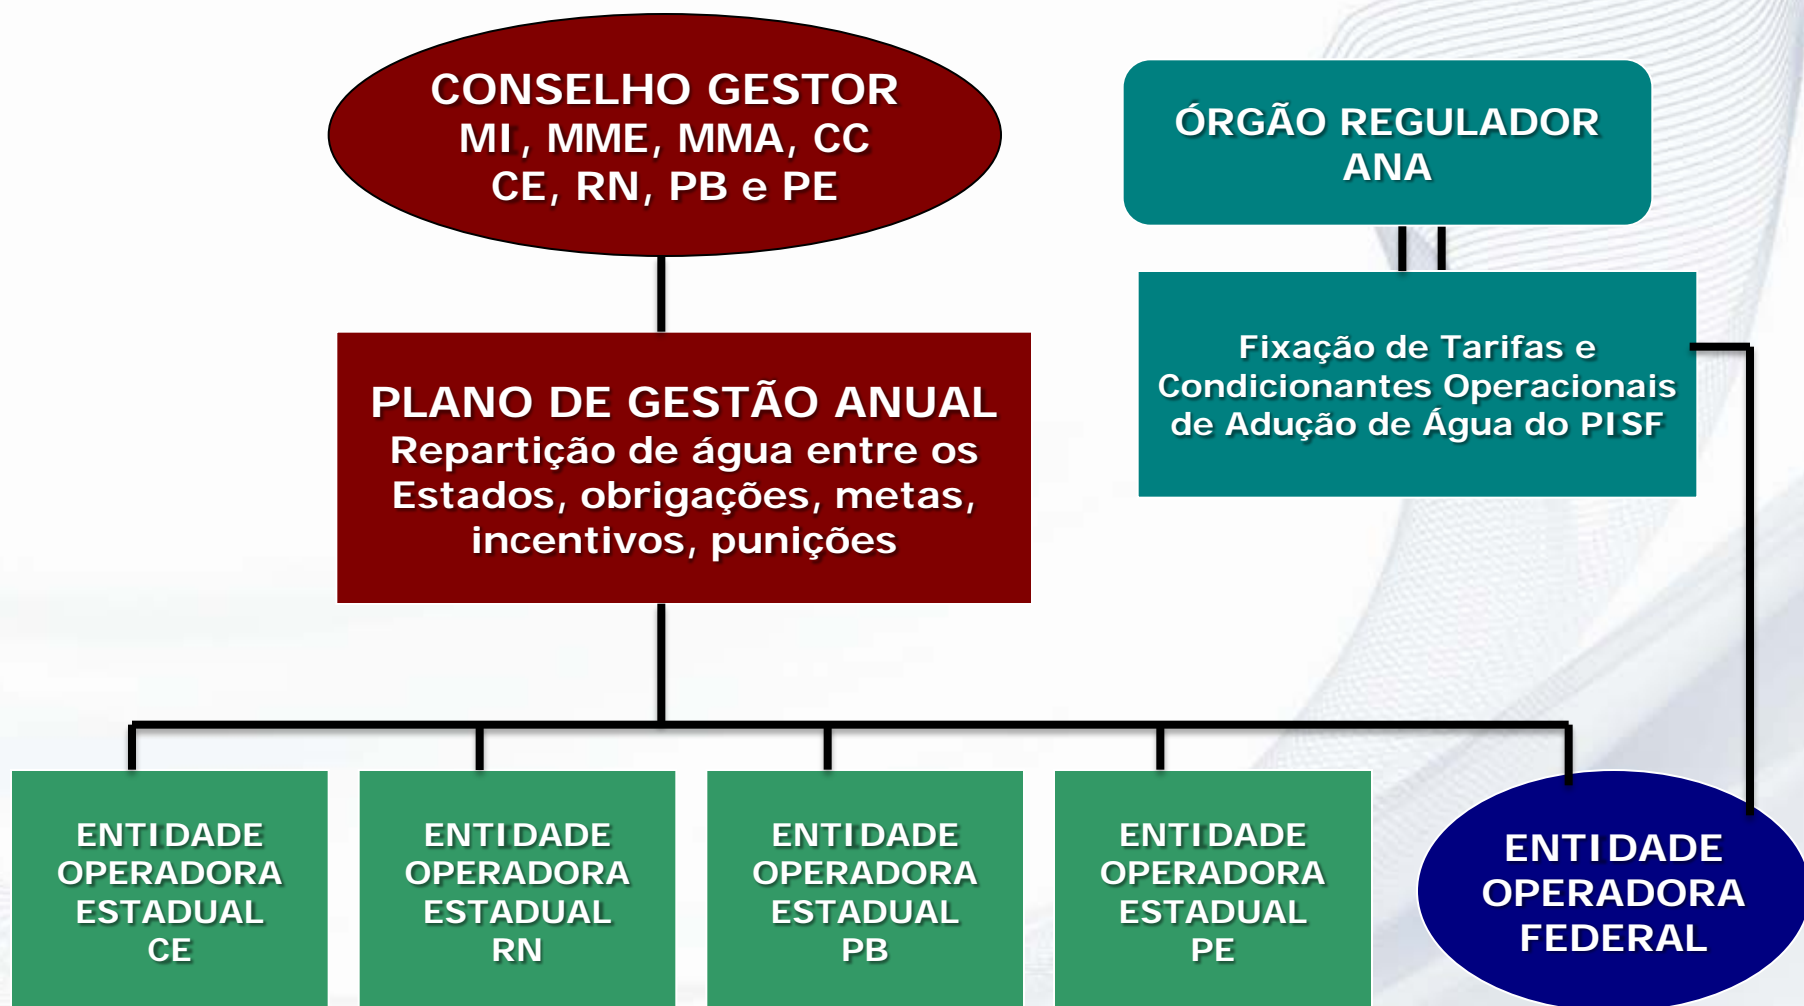 CONSELHO GESTOR
MI, MME, MMA, CC
CE, RN, PB e PE
ÓRGÃO REGULADOR
ANA
Fixação de Tarifas e
Condicionantes Operacionais
de Adução de Água do PISF
PLANO DE GESTÃO ANUAL
Repartição de água entre os
Estados, obrigações, metas,
incentivos, punições
ENTIDADE
OPERADORA
ESTADUAL
CE
ENTIDADE
OPERADORA
ESTADUAL
RN
ENTIDADE
OPERADORA
ESTADUAL
PB
ENTIDADE
OPERADORA
ESTADUAL
PE
ENTIDADE
OPERADORA
FEDERAL